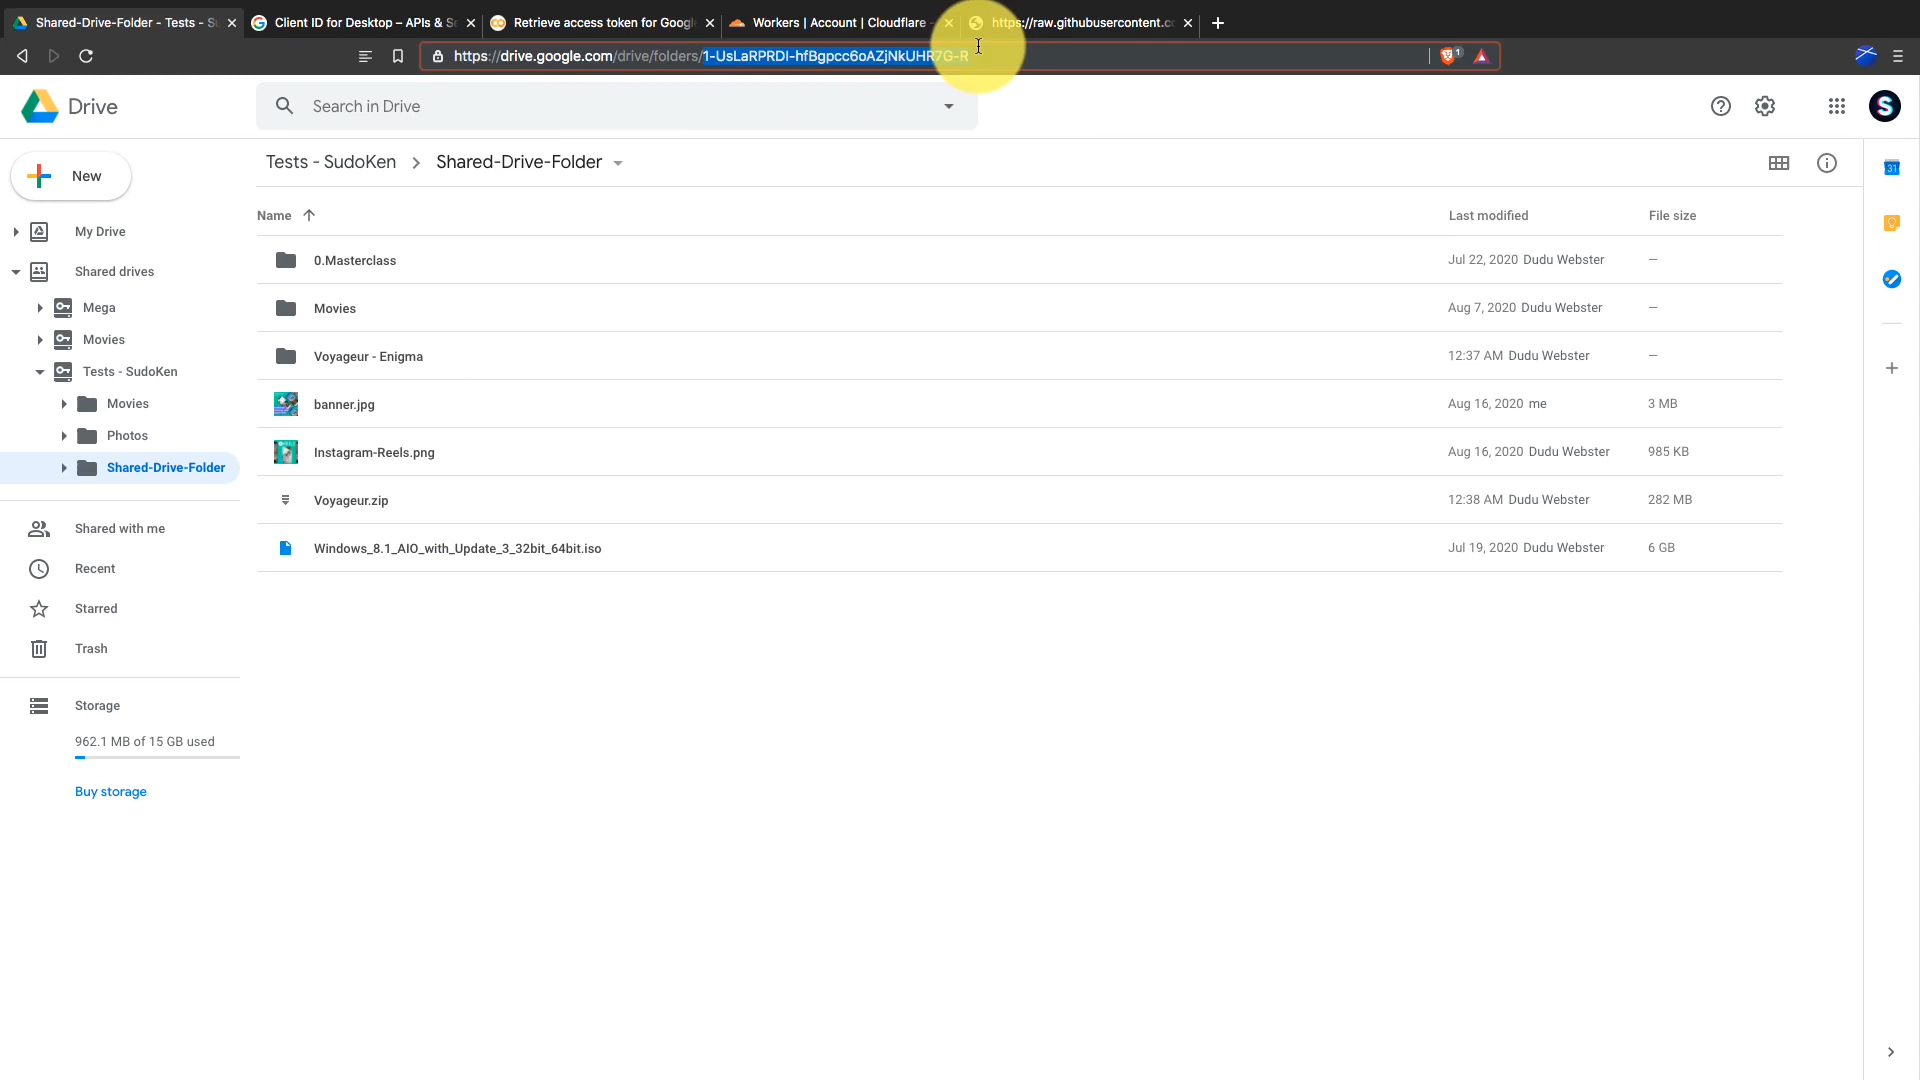 Shared-Drive-Folder - Tests - Su
Client ID for Desktop – APIs & Se
Retrieve access token for Googl
Workers | Account | Cloudflare -
https://raw.githubusercontent.co
https://drive.google.com/drive/folders/1-UsLaRPRDI-hfBgpcc6oAZjNkUHR7G-R
1
Drive
Search in Drive
S
New
Tests - SudoKen
Shared-Drive-Folder
31
My Drive
Shared drives
Mega
Movies
Tests - SudoKen
Movies
Photos
Shared-Drive-Folder
Shared with me
Recent
Starred
Trash
Storage
962.1 MB of 15 GB used
Buy storage
Name Last modified File size
0.Masterclass Jul 22, 2020 Dudu Webster –
Movies Aug 7, 2020 Dudu Webster –
Voyageur - Enigma 12:37 AM Dudu Webster –
banner.jpg Aug 16, 2020 me 3 MB
Instagram-Reels.png Aug 16, 2020 Dudu Webster 985 KB
Voyageur.zip 12:38 AM Dudu Webster 282 MB
Windows_8.1_AIO_with_Update_3_32bit_64bit.iso Jul 19, 2020 Dudu Webster 6 GB